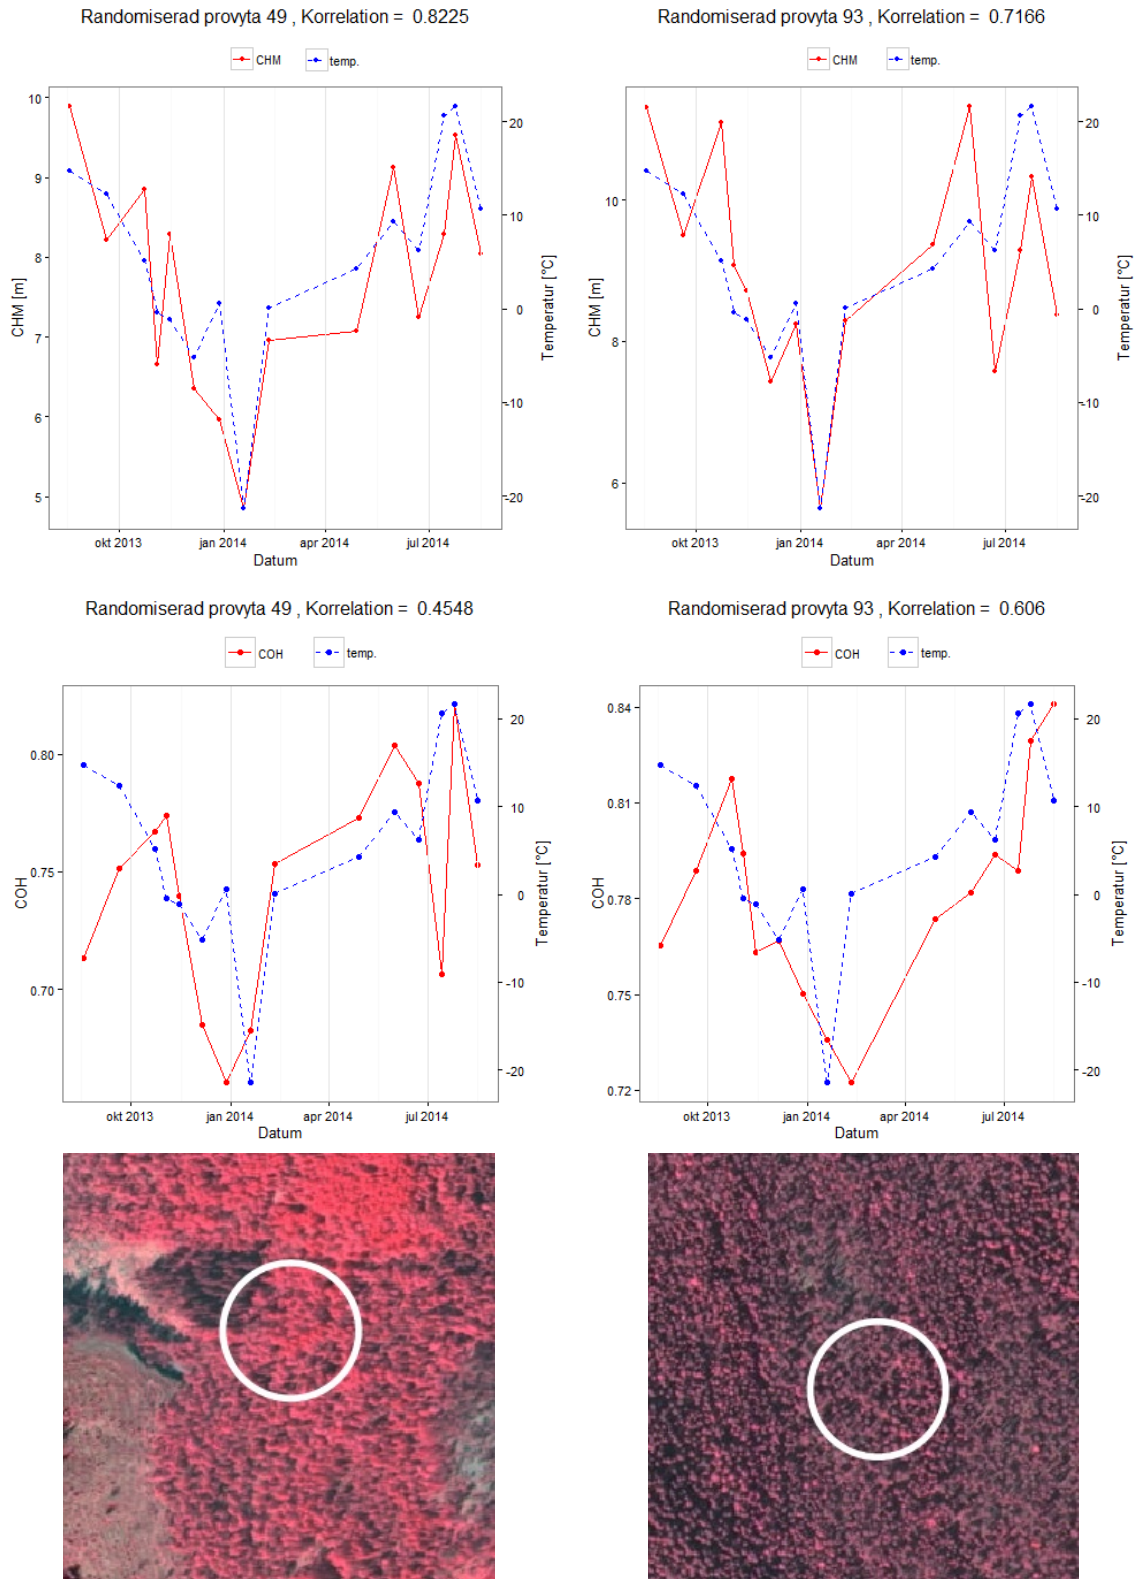 Randomiserad provyta 49 , Korrelation = 0.8225
CHM temp.
10
9
8
7
6
5
CHM [m]
20
10
0
-10
-20
Temperatur [°C]
okt 2013 jan 2014 apr 2014 jul 2014
Datum
Randomiserad provyta 93 , Korrelation = 0.7166
CHM temp.
10
8
6
CHM [m]
20
10
0
-10
-20
Temperatur [°C]
okt 2013 jan 2014 apr 2014 jul 2014
Datum
Randomiserad provyta 49 , Korrelation = 0.4548
COH temp.
0.80
0.75
0.70
COH
20
10
0
-10
-20
Temperatur [°C]
okt 2013 jan 2014 apr 2014 jul 2014
Datum
Randomiserad provyta 93 , Korrelation = 0.606
COH temp.
0.84
0.81
0.78
0.75
0.72
COH
20
10
0
-10
-20
Temperatur [°C]
okt 2013 jan 2014 apr 2014 jul 2014
Datum